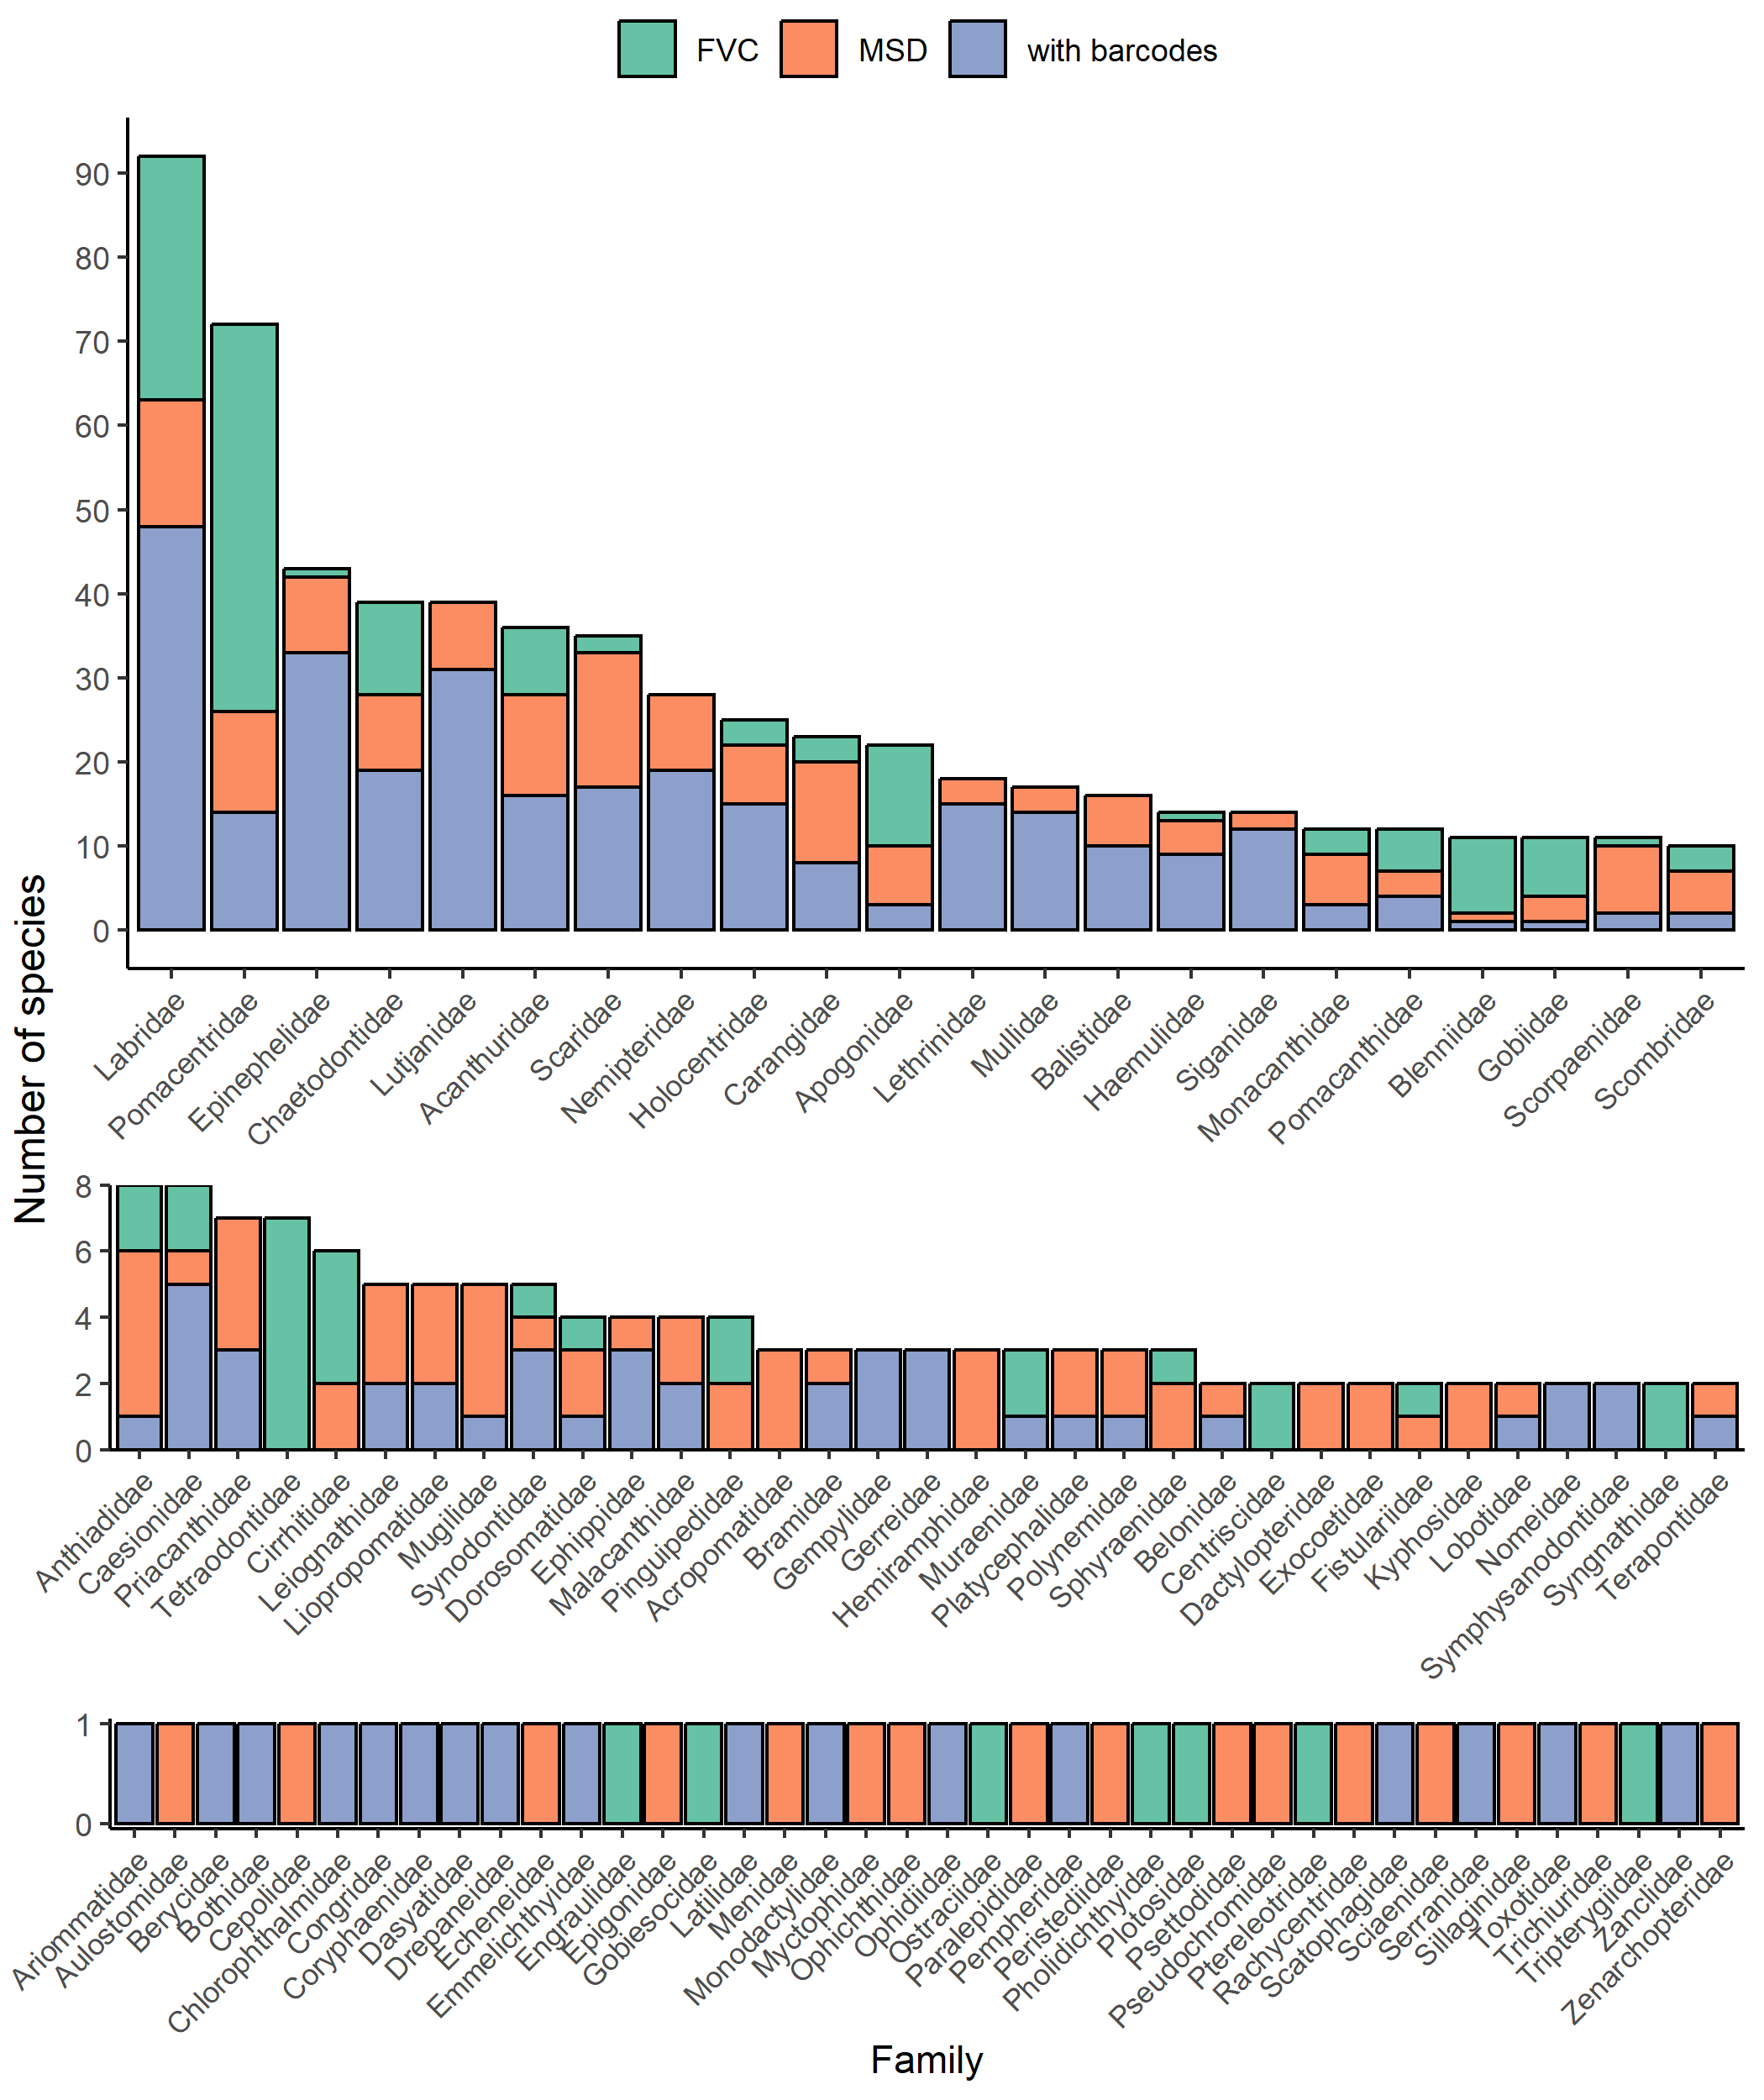 FVC MSD with barcodes
Number of species
90
80
70
60
50
40
30
20
10
0
Labridae
Pomacentridae
Epinephelidae
Chaetodontidae
Lutjanidae
Acanthuridae
Scaridae
Nemipteridae
Holocentridae
Carangidae
Apogonidae
Lethrinidae
Mullidae
Balistidae
Haemulidae
Siganidae
Monacanthidae
Pomacanthidae
Blenniidae
Gobiidae
Scorpaenidae
Scombridae
8
6
4
2
0
Anthiadidae
Caesionidae
Priacanthidae
Tetraodontidae
Cirrhitidae
Leiognathidae
Liopropomatidae
Mugilidae
Synodontidae
Dorosomatidae
Ephippidae
Malacanthidae
Pinguipedidae
Acropomatidae
Bramidae
Gempylidae
Gerreidae
Hemiramphidae
Muraenidae
Platycephalidae
Polynemidae
Sphyraenidae
Belonidae
Centriscidae
Dactylopteridae
Exocoetidae
Fistulariidae
Kyphosidae
Lobotidae
Nomeidae
Symphysanodontidae
Syngnathidae
Terapontidae
1
0
Ariommatidae
Aulostomidae
Berycidae
Bothidae
Cepolidae
Chlorophthalmidae
Congridae
Coryphaenidae
Dasyatidae
Drepaneidae
Echeneidae
Emmelichthyidae
Engraulidae
Epigonidae
Gobiesocidae
Latilidae
Menidae
Monodactylidae
Myctophidae
Ophichthidae
Ophidiidae
Ostraciidae
Paralepididae
Pempheridae
Peristediidae
Pholidichthyidae
Plotosidae
Psettodidae
Pseudochromidae
Ptereleotridae
Rachycentridae
Scatophagidae
Sciaenidae
Serranidae
Sillaginidae
Toxotidae
Trichiuridae
Tripterygiidae
Zanclidae
Zenarchopteridae
Family